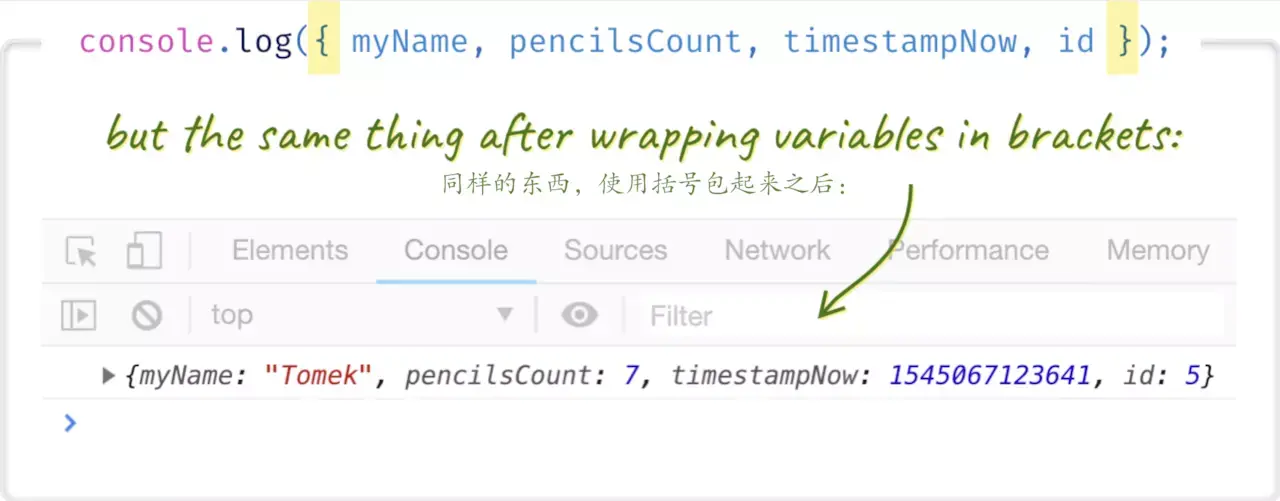 console.log({ myName, pencilsCount, timestampNow, id });
but the same thing after wrapping variables in brackets:
同样的东西，使用括号包起来之后：
Elements Console Sources Network Performance Memory
top ▼ Filter
▶ {myName: "Tomek", pencilsCount: 7, timestampNow: 1545067123641, id: 5}